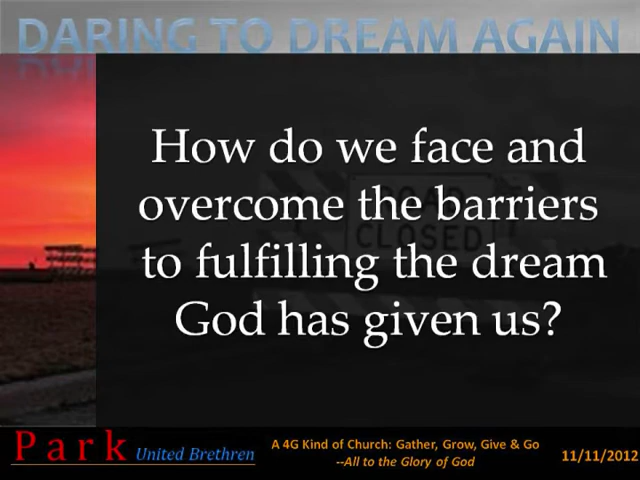 DARING TO DREAM AGAIN
How do we face and
overcome the barriers
to fulfilling the dream
God has given us?
ROAD
CLOSED
Park United Brethren
A 4G Kind of Church: Gather, Grow, Give & Go
--All to the Glory of God
11/11/2012